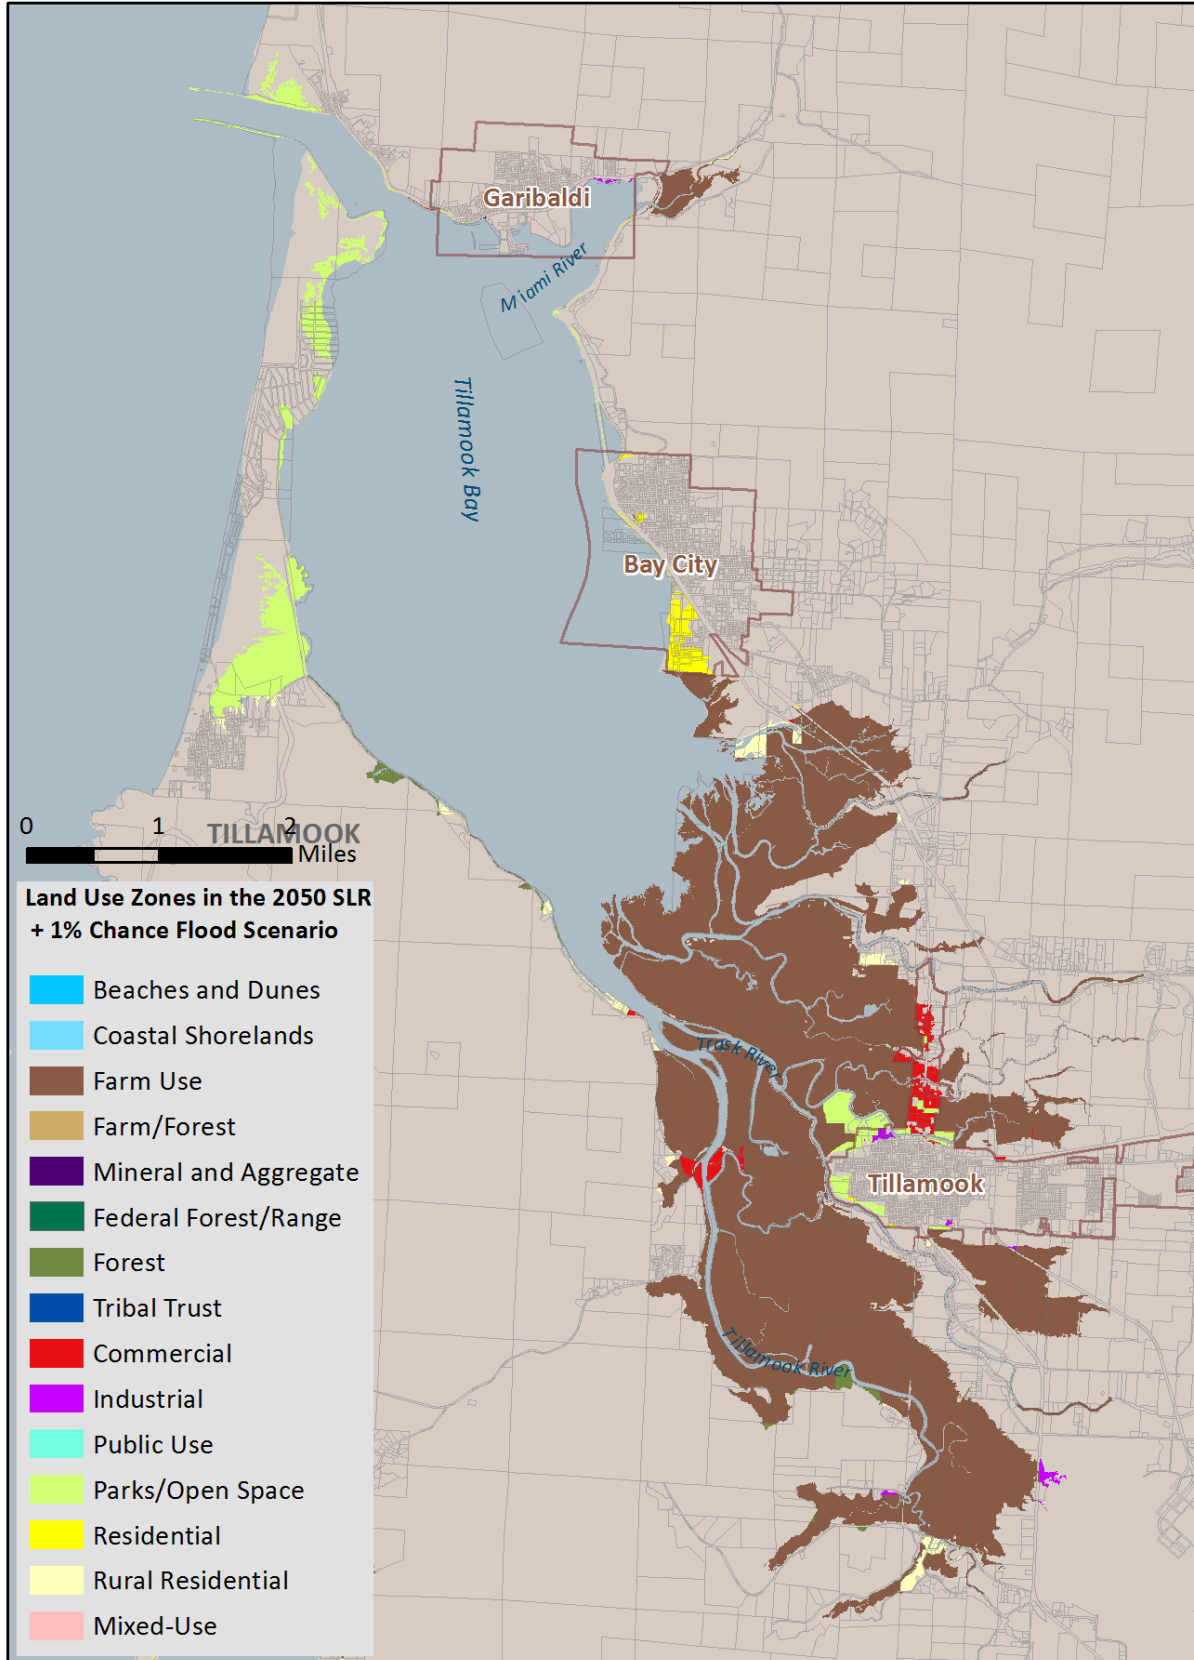 Garibaldi
Miami River
Tillamook Bay
Bay City
0 1 2
TILLAMOOK
Miles
Land Use Zones in the 2050 SLR
+ 1% Chance Flood Scenario
Beaches and Dunes
Coastal Shorelands
Farm Use
Farm/Forest
Mineral and Aggregate
Federal Forest/Range
Forest
Tribal Trust
Commercial
Industrial
Public Use
Parks/Open Space
Residential
Rural Residential
Mixed-Use
Trask River
Tillamook
Tillamook River